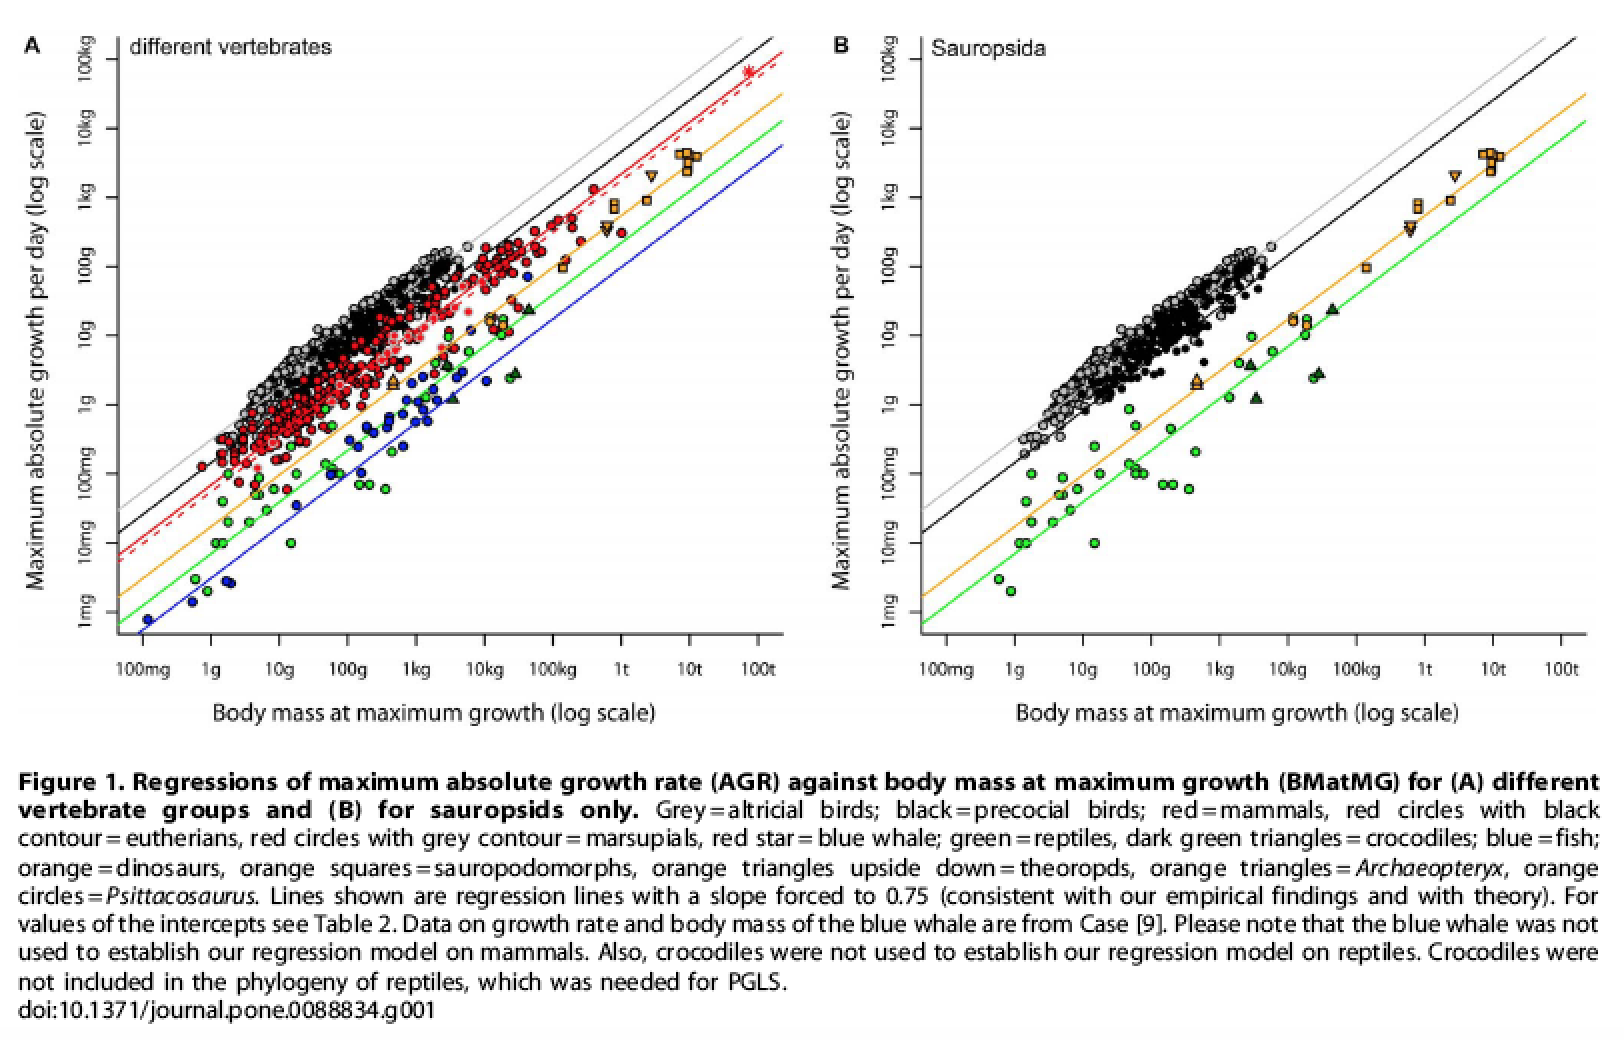 A different vertebrates
Maximum absolute growth per day (log scale)
100kg
10kg
1kg
100g
10g
1g
100mg
10mg
1mg
100mg 1g 10g 100g 1kg 10kg 100kg 1t 10t 100t
Body mass at maximum growth (log scale)
B Sauropsida
Maximum absolute growth per day (log scale)
100kg
10kg
1kg
100g
10g
1g
100mg
10mg
1mg
100mg 1g 10g 100g 1kg 10kg 100kg 1t 10t 100t
Body mass at maximum growth (log scale)
Figure 1. Regressions of maximum absolute growth rate (AGR) against body mass at maximum growth (BMatMG) for (A) different
vertebrate groups and (B) for sauropsids only. Grey = altricial birds; black = precocial birds; red = mammals, red circles with black
contour = eutherians, red circles with grey contour = marsupials, red star = blue whale; green = reptiles, dark green triangles = crocodiles; blue = fish;
orange = dinosaurs, orange squares = sauropodomorphs, orange triangles upside down = theoropds, orange triangles = Archaeopteryx, orange
circles = Psittacosaurus. Lines shown are regression lines with a slope forced to 0.75 (consistent with our empirical findings and with theory). For
values of the intercepts see Table 2. Data on growth rate and body mass of the blue whale are from Case [9]. Please note that the blue whale was not
used to establish our regression model on mammals. Also, crocodiles were not used to establish our regression model on reptiles. Crocodiles were
not included in the phylogeny of reptiles, which was needed for PGLS.
doi:10.1371/journal.pone.0088834.g001